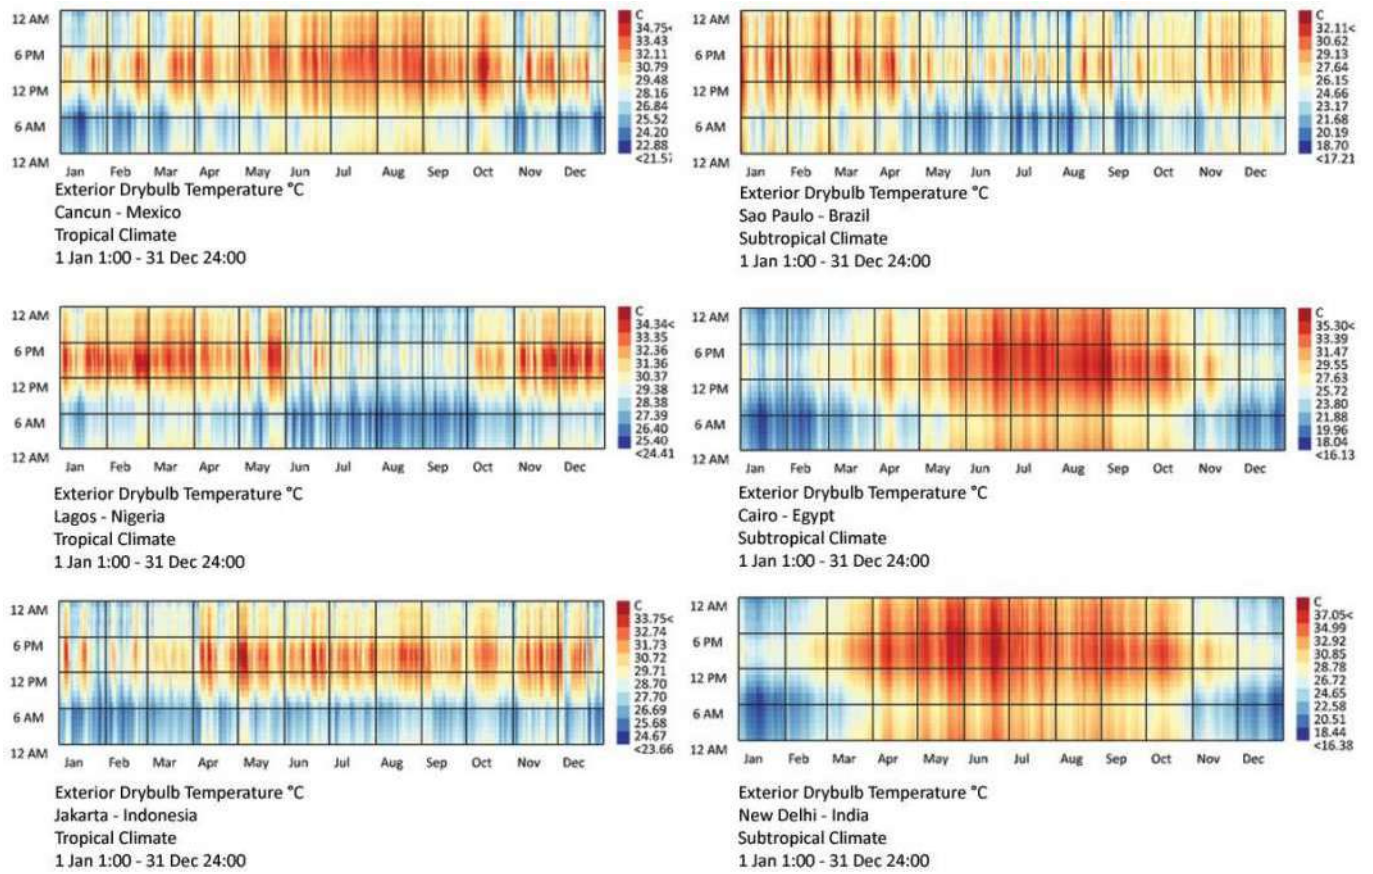 12 AM
6 PM
12 PM
6 AM
12 AM
Jan Feb Mar Apr May Jun Jul Aug Sep Oct Nov Dec
C
34.75<
33.43
32.11
30.79
29.48
28.16
26.84
25.52
24.20
22.88
<21.57
Exterior Drybulb Temperature °C
Cancun - Mexico
Tropical Climate
1 Jan 1:00 - 31 Dec 24:00
12 AM
6 PM
12 PM
6 AM
12 AM
Jan Feb Mar Apr May Jun Jul Aug Sep Oct Nov Dec
C
32.11<
30.62
29.13
27.64
26.15
24.66
23.17
21.68
20.19
18.70
<17.21
Exterior Drybulb Temperature °C
Sao Paulo - Brazil
Subtropical Climate
1 Jan 1:00 - 31 Dec 24:00
12 AM
6 PM
12 PM
6 AM
12 AM
Jan Feb Mar Apr May Jun Jul Aug Sep Oct Nov Dec
C
34.34<
33.35
32.36
31.36
30.37
29.38
28.38
27.39
26.40
25.40
<24.41
Exterior Drybulb Temperature °C
Lagos - Nigeria
Tropical Climate
1 Jan 1:00 - 31 Dec 24:00
12 AM
6 PM
12 PM
6 AM
12 AM
Jan Feb Mar Apr May Jun Jul Aug Sep Oct Nov Dec
C
35.30<
33.39
31.47
29.55
27.63
25.72
23.80
21.88
19.96
18.04
<16.13
Exterior Drybulb Temperature °C
Cairo - Egypt
Subtropical Climate
1 Jan 1:00 - 31 Dec 24:00
12 AM
6 PM
12 PM
6 AM
12 AM
Jan Feb Mar Apr May Jun Jul Aug Sep Oct Nov Dec
C
33.75<
32.74
31.73
30.72
29.71
28.70
27.70
26.69
25.68
24.67
<23.66
Exterior Drybulb Temperature °C
Jakarta - Indonesia
Tropical Climate
1 Jan 1:00 - 31 Dec 24:00
12 AM
6 PM
12 PM
6 AM
12 AM
Jan Feb Mar Apr May Jun Jul Aug Sep Oct Nov Dec
C
37.05<
34.99
32.92
30.85
28.78
26.72
24.65
22.58
20.51
18.44
<16.38
Exterior Drybulb Temperature °C
New Delhi - India
Subtropical Climate
1 Jan 1:00 - 31 Dec 24:00